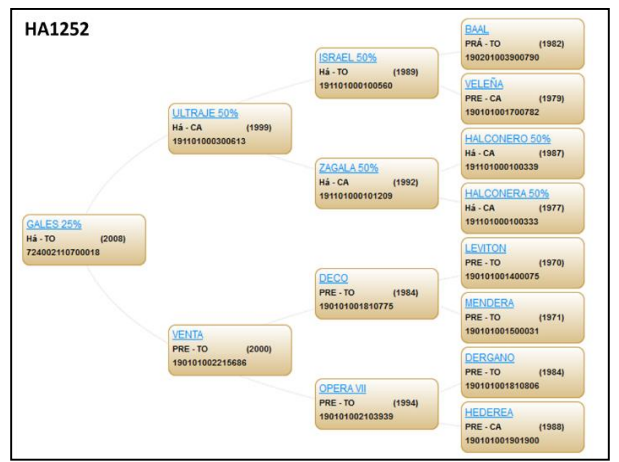 HA1252
GALES 25%
Há - TO (2008)
724002110700018
ULTRAJE 50%
Há - CA (1999)
191101000300613
VENTA
PRE - TO (2000)
190101002215686
ISRAEL 50%
Há - TO (1989)
191101000100560
ZAGALA 50%
Há - CA (1992)
191101000101209
DECO
PRE - TO (1984)
190101001810775
OPERA VII
PRE - TO (1994)
190101002103939
BAAL
PRÁ - TO (1982)
190201003900790
VELEÑA
PRE - CA (1979)
190101001700782
HALCONERO 50%
Há - CA (1987)
191101000100339
HALCONERA 50%
Há - CA (1977)
191101000100333
LEVITON
PRE - TO (1970)
190101001400075
MENDERA
PRE - TO (1971)
190101001500031
DERGANO
PRE - TO (1984)
190101001810806
HEDEREA
PRE - CA (1988)
190101001901900